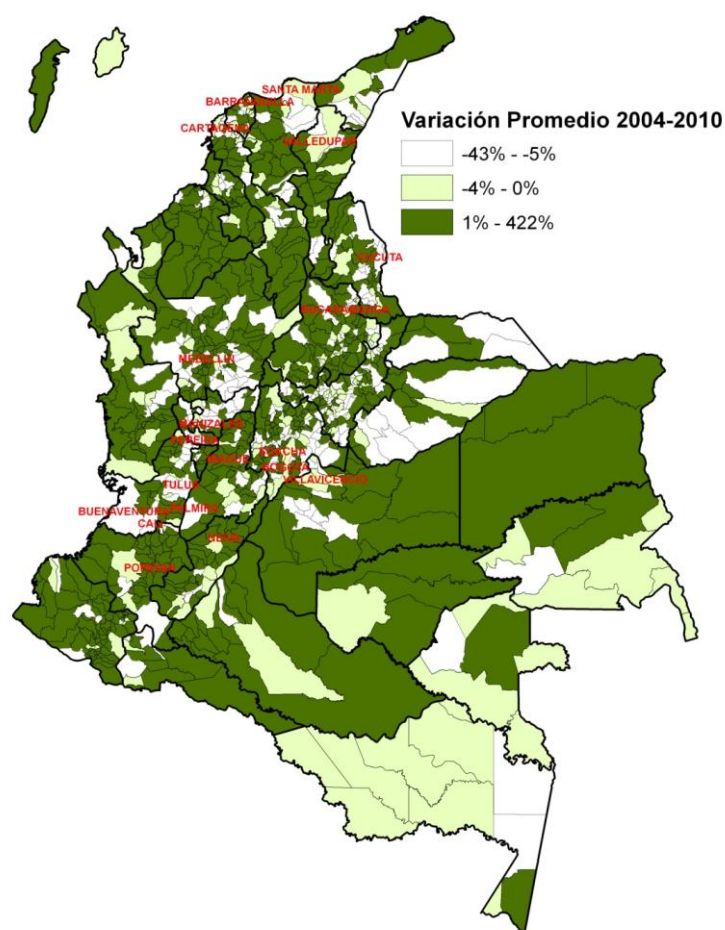 SANTA MARTA
BARRANQUILLA
CARTAGENA
VALLEDUPAR
Variación Promedio 2004-2010
-43% - -5%
-4% - 0%
1% - 422%
CUCUTA
BUCARAMANGA
MEDELLIN
MANIZALES
PEREIRA
IBAGUE
SOACHA
BOGOTA
VILLAVICENCIO
TULUA
BUENAVENTURA
PALMIRA
CALI
NEIVA
POPAYAN